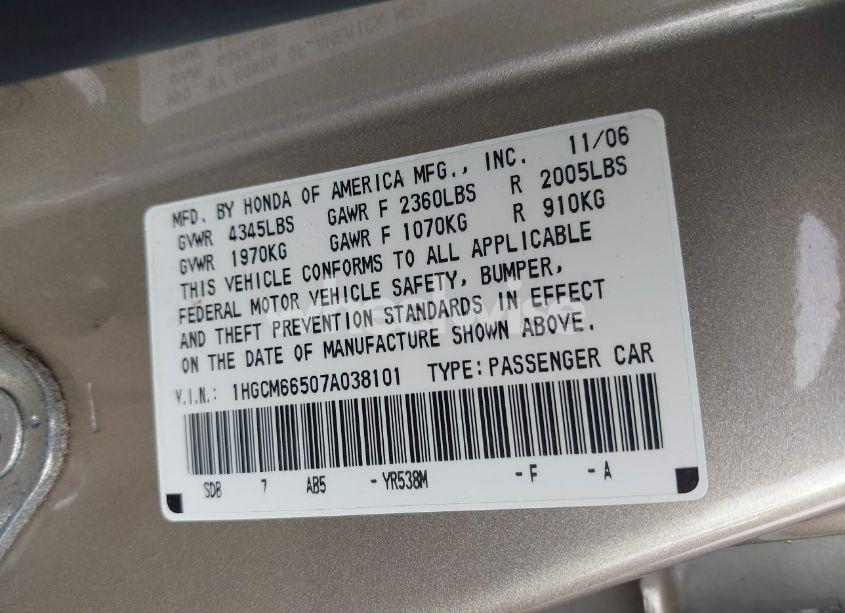 MFD. BY HONDA OF AMERICA MFG., INC. 11/06
GVWR 4345LBS GAWR F 2360LBS R 2005LBS
GVWR 1970KG GAWR F 1070KG R 910KG
THIS VEHICLE CONFORMS TO ALL APPLICABLE
FEDERAL MOTOR VEHICLE SAFETY, BUMPER,
AND THEFT PREVENTION STANDARDS IN EFFECT
ON THE DATE OF MANUFACTURE SHOWN ABOVE.
V.I.N.: 1HGCM66507A038101 TYPE:PASSENGER CAR
SDB 7 AB5 -YR538M -F -A